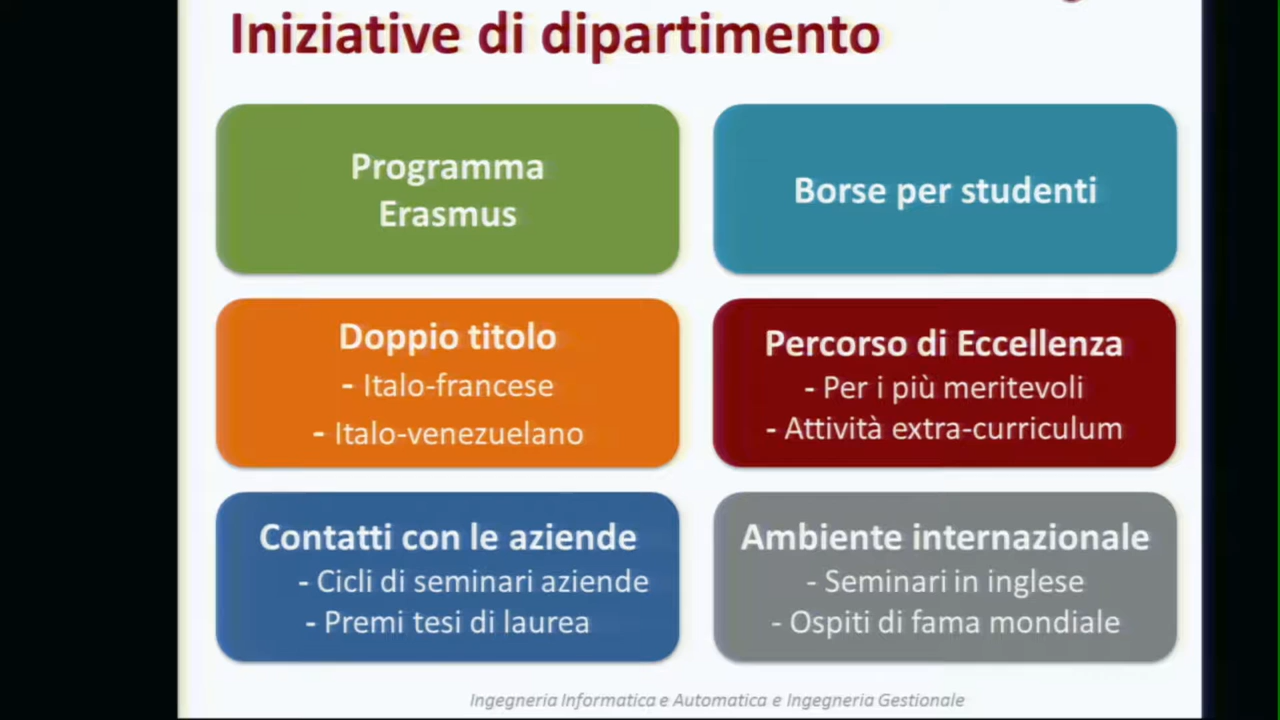 Iniziative di dipartimento
Programma
Erasmus
Borse per studenti
Doppio titolo
- Italo-francese
- Italo-venezuelano
Percorso di Eccellenza
- Per i più meritevoli
- Attività extra-curriculum
Contatti con le aziende
- Cicli di seminari aziende
- Premi tesi di laurea
Ambiente internazionale
- Seminari in inglese
- Ospiti di fama mondiale
Ingegneria Informatica e Automatica e Ingegneria Gestionale